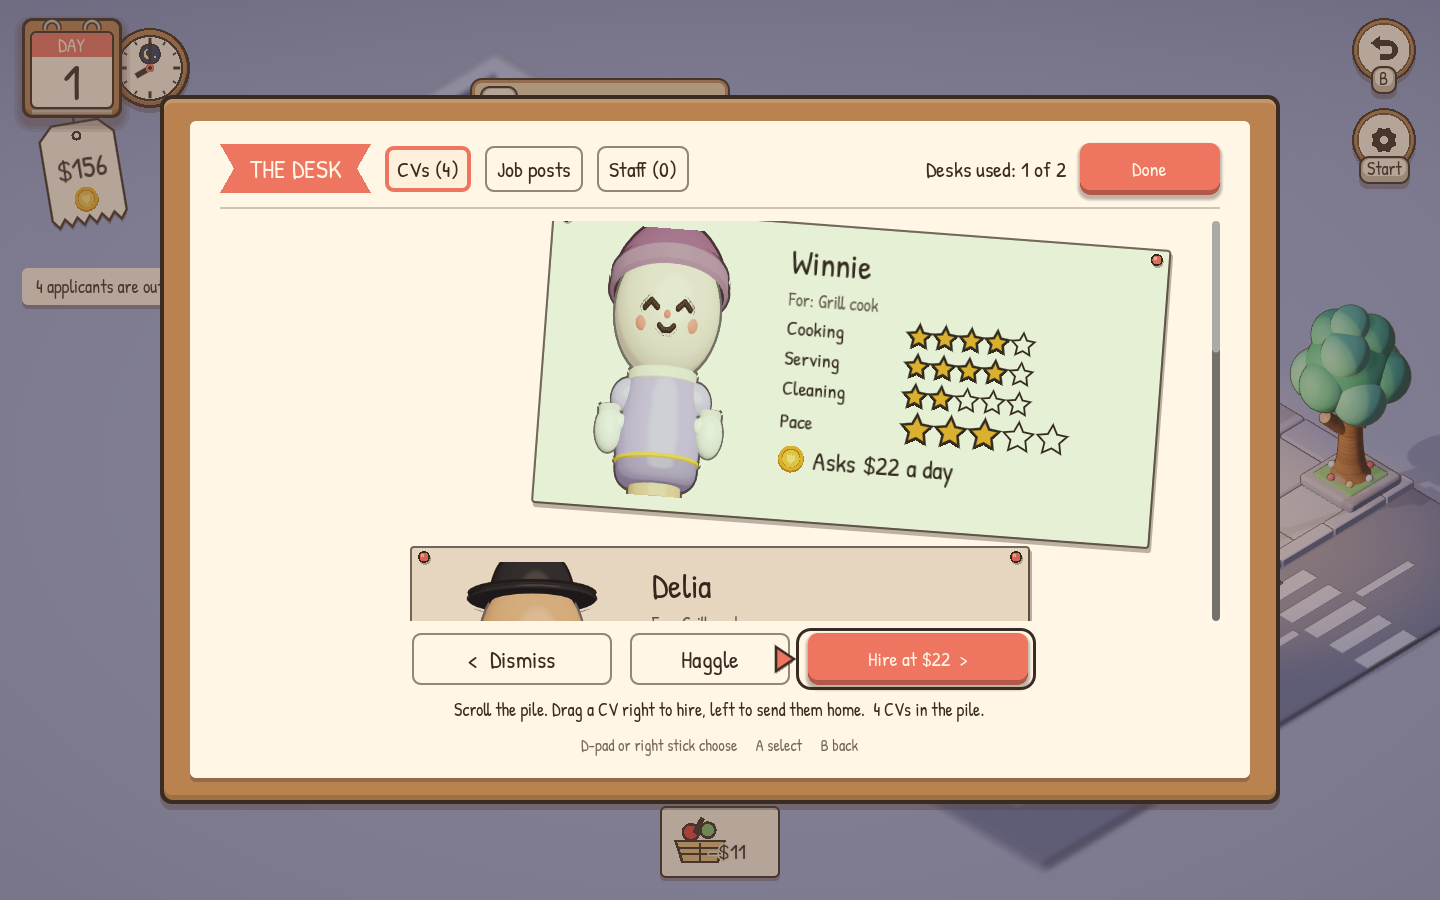 DAY
1
$156
4 applicants are
THE DESK
CVs (4)
Job posts
Staff (0)
Desks used: 1 of 2
Done
B
Start
Winnie
For: Grill cook
Cooking
Serving
Cleaning
Pace
Asks $22 a day
Delia
< Dismiss
Haggle
Hire at $22 >
Scroll the pile. Drag a CV right to hire, left to send them home. 4 CVs in the pile.
D-pad or right stick choose A select B back
-$11